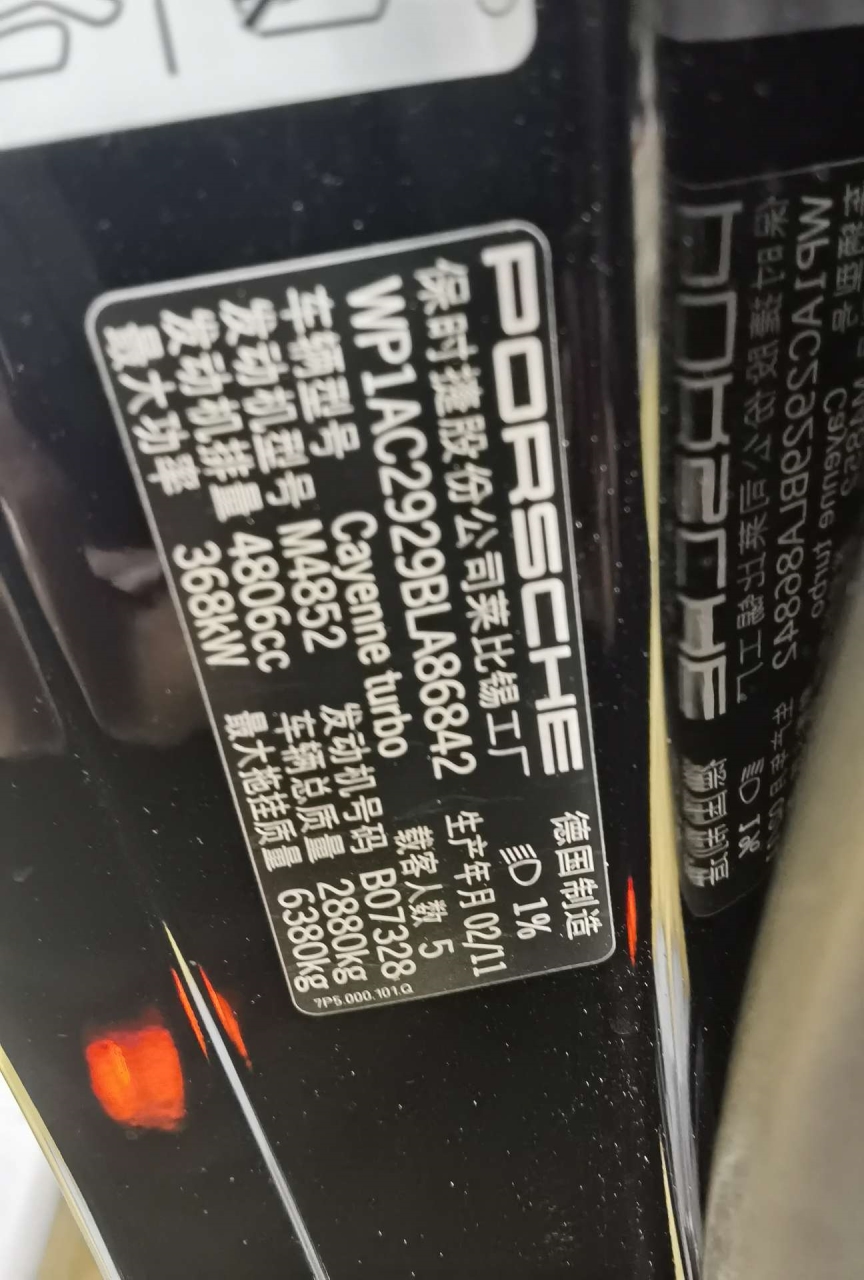 PORSCHE
保时捷股份公司莱比锡工厂 德国制造
WP1AC2929BLA86842 1%
车辆型号 Cayenne turbo 生产年月 02/11
发动机型号 M4852 载客人数 5
发动机排量 4806cc 发动机号码 B07328
最大功率 368kW 车辆总质量 2880kg
最大拖挂质量 6380kg
7P5.000.101.Q